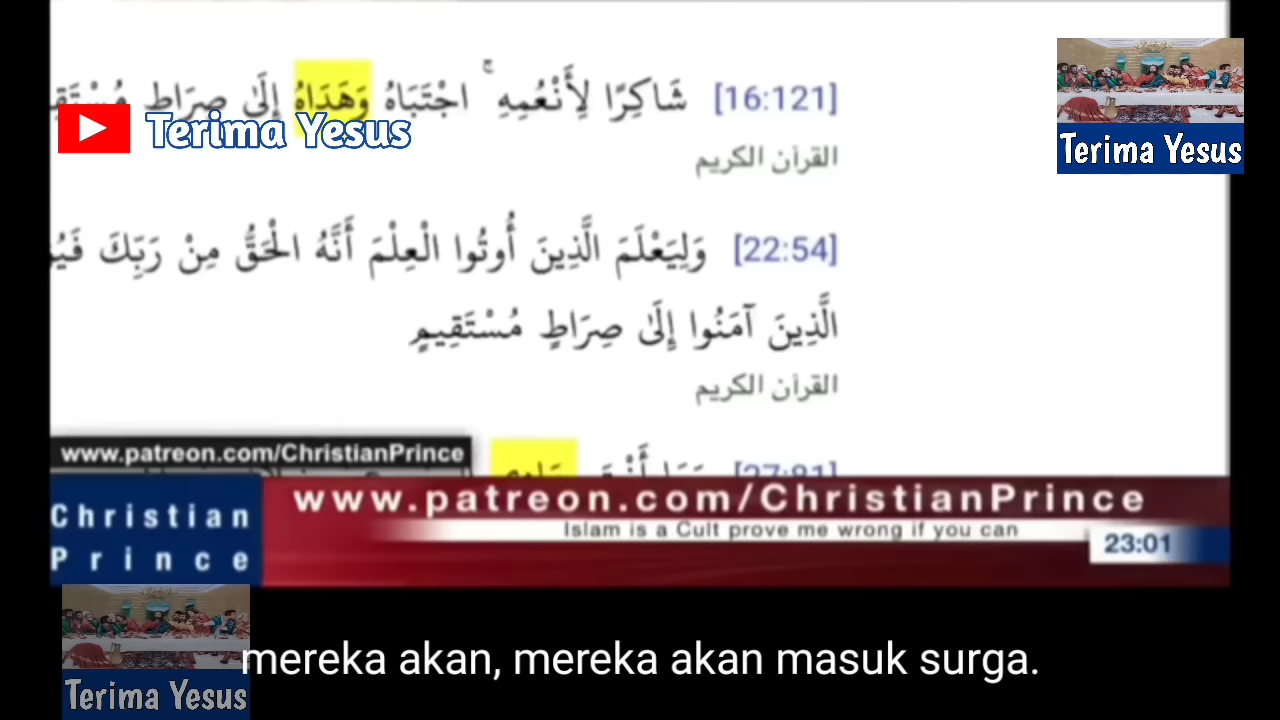 [16:121] شَاكِرًا لِأَنْعُمِهِ ۚ اجْتَبَاهُ وَهَدَاهُ إِلَىٰ صِرَاطٍ
Terima Yesus
Terima Yesus
القرآن الكريم
[22:54] وَلِيَعْلَمَ الَّذِينَ أُوتُوا الْعِلْمَ أَنَّهُ الْحَقُّ مِنْ رَبِّكَ
الَّذِينَ آمَنُوا إِلَىٰ صِرَاطٍ مُسْتَقِيمٍ
القرآن الكريم
www.patreon.com/ChristianPrince
[27:81]
www.patreon.com/ChristianPrince
Christian
Prince
Islam is a Cult prove me wrong if you can
23:01
mereka akan, mereka akan masuk surga.
Terima Yesus